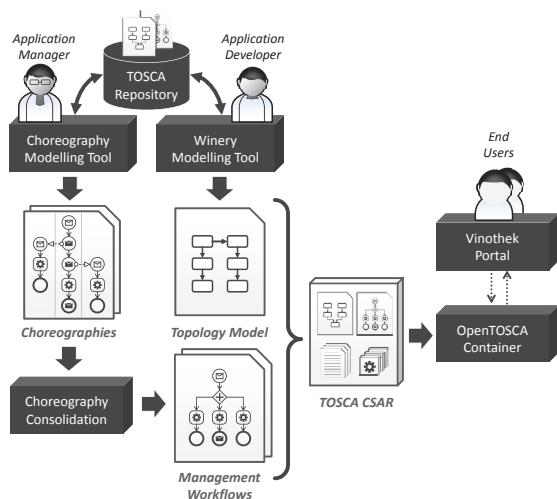 Application
Manager
TOSCA
Repository
Application
Developer
Choreography
Modelling Tool
Winery
Modelling Tool
End
Users
Vinothek
Portal
Choreographies
Topology Model
OpenTOSCA
Container
TOSCA CSAR
Choreography
Consolidation
Management
Workflows